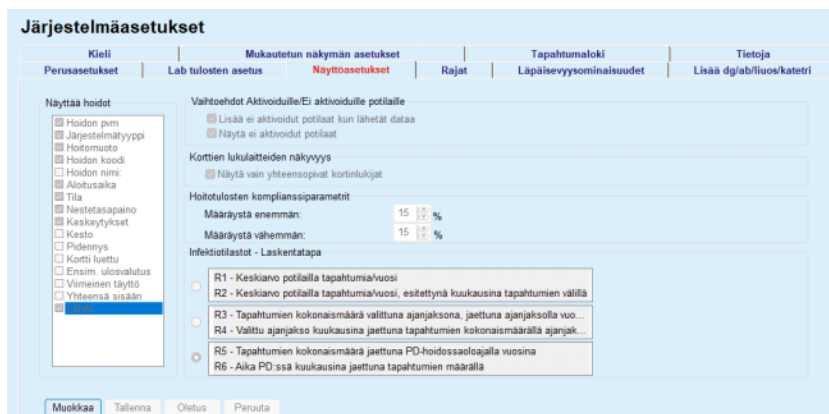 Järjestelmäasetukset
Kieli
Mukautetun näkymän asetukset
Tapahtumaloki
Tietoja
Perusasetukset
Lab tulosten asetus
Näyttöasetukset
Rajat
Läpäisevyysominaisuudet
Lisää dg/ab/liuos/katetri
Näyttää hoidot
Hoidon pvm
Järjestelmätyyppi
Hoitomuoto
Hoidon koodi
Hoidon nimi:
Aloitusaika
Tila
Nestetasapaino
Keskeytykset
Kesto
Pidennys
Kortti luettu
Ensim. ulosvalutus
Viimeinen täyttö
Yhteensä sisään
Vaihtoehdot Aktivoiduille/Ei aktivoiduille potilaille
Lisää ei aktivoidut potilaat kun lähetät dataa
Näytä ei aktivoidut potilaat
Korttien lukulaitteiden näkyvyys
Näytä vain yhteensopivat kortinlukijat
Hoitotulosten komplianssiparametrit
Määräystä enemmän: 15 %
Määräystä vähemmän: 15 %
Infektiotilastot - Laskentatapa
R1 - Keskiarvo potilailla tapahtumia/vuosi
R2 - Keskiarvo potilailla tapahtumia/vuosi, esitettynä kuukausina tapahtumien välillä
R3 - Tapahtumien kokonaismäärä valittuna ajanjaksona, jaettuna ajanjaksolla vuo...
R4 - Valittu ajanjakso kuukausina jaettuna tapahtumien kokonaismäärällä ajanjak...
R5 - Tapahtumien kokonaismäärä jaettuna PD-hoidossaoloajalla vuosina
R6 - Aika PD:ssä kuukausina jaettuna tapahtumien määrällä
Muokkaa
Tallenna
Oletus
Peruuta